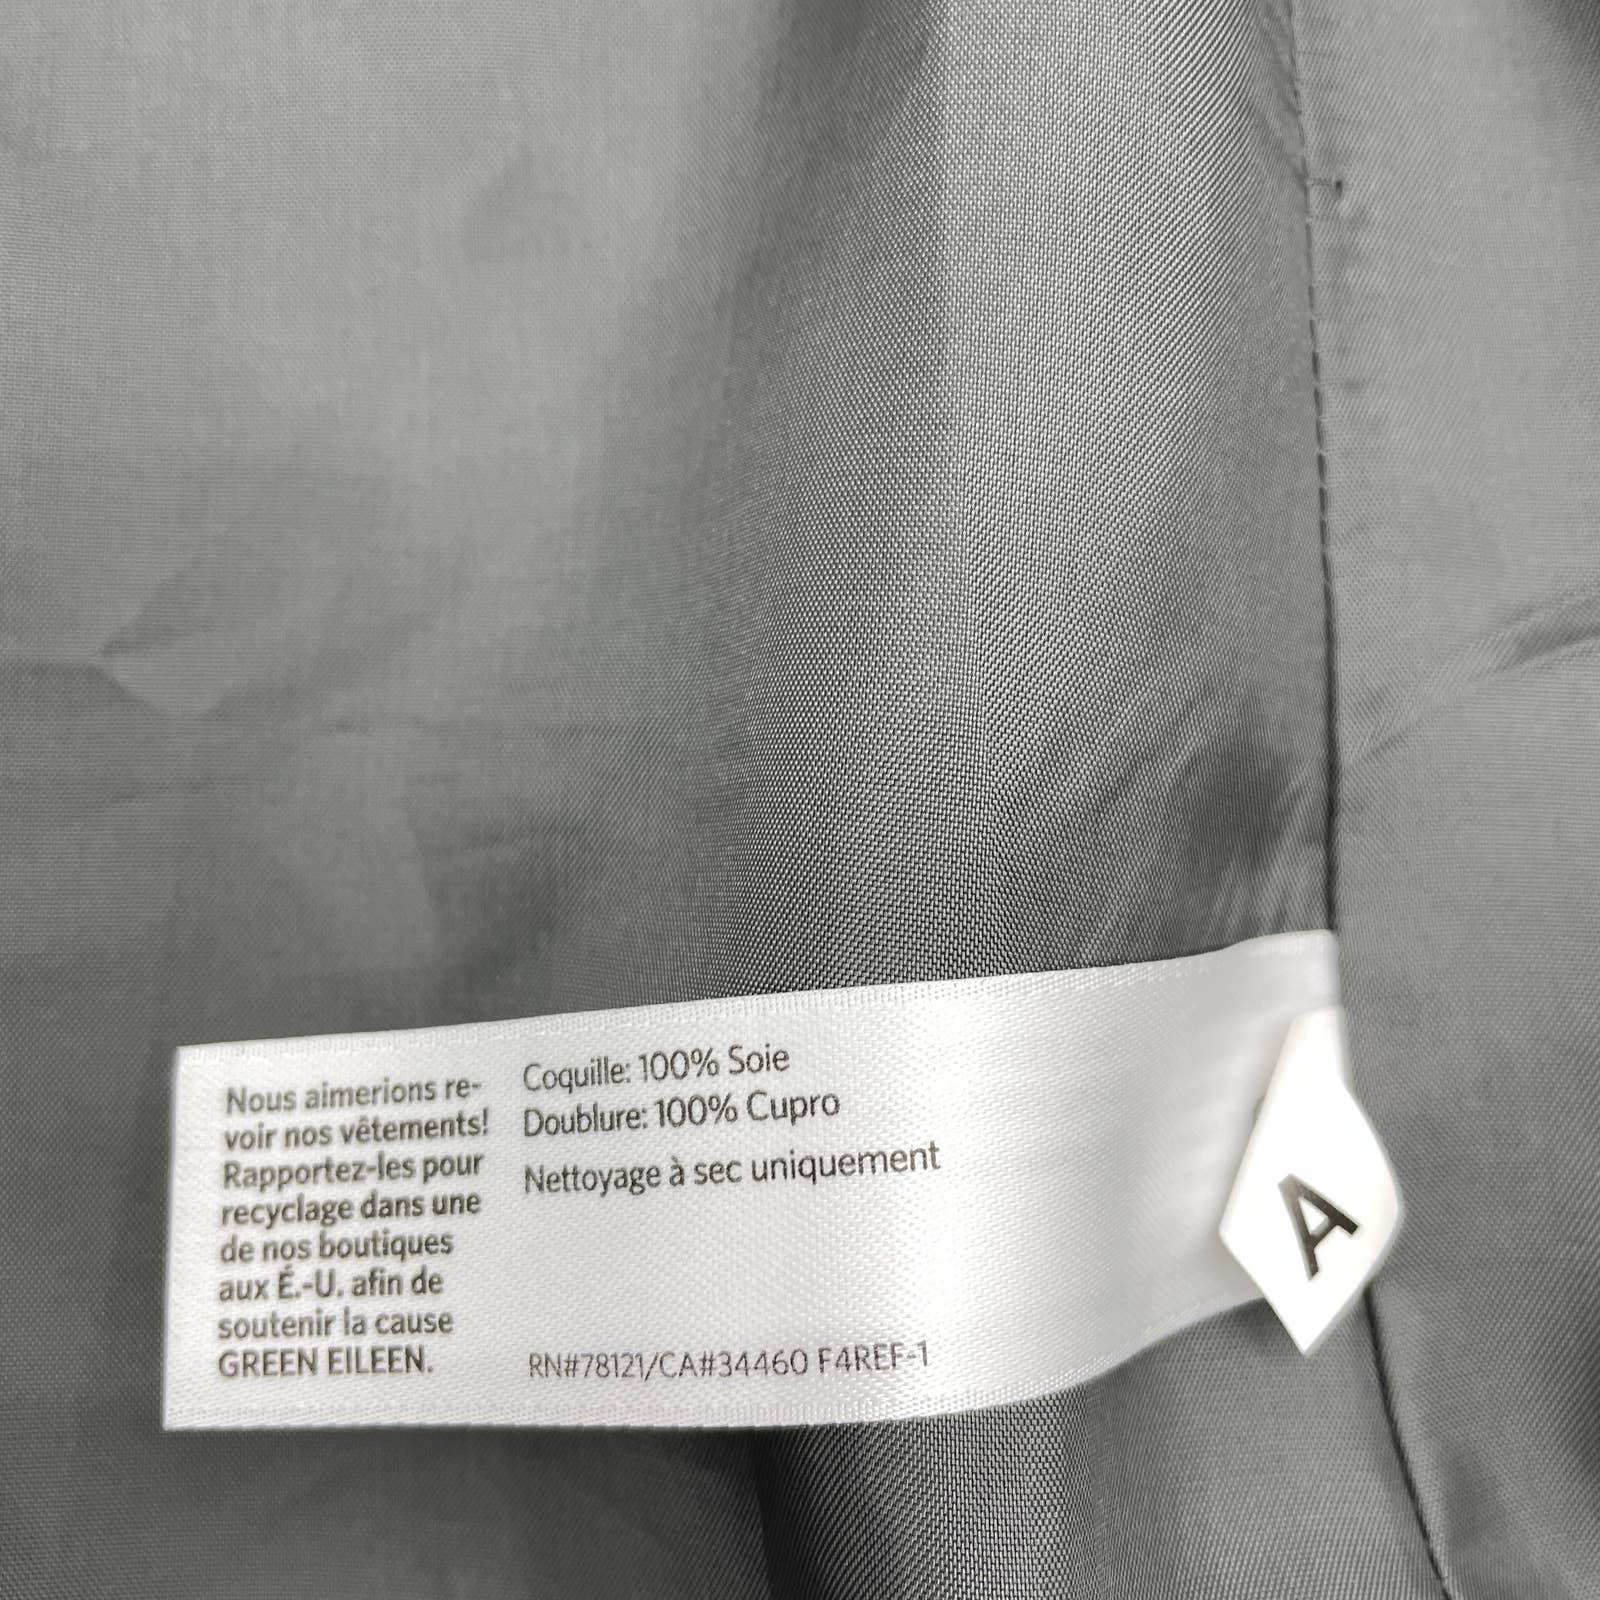 Nous aimerions re-
voir nos vêtements!
Rapportez-les pour
recyclage dans une
de nos boutiques
aux É.-U. afin de
soutenir la cause
GREEN EILEEN.
Coquille: 100% Soie
Doublure: 100% Cupro
Nettoyage à sec uniquement
RN#78121/CA#34460 F4REF-1
A